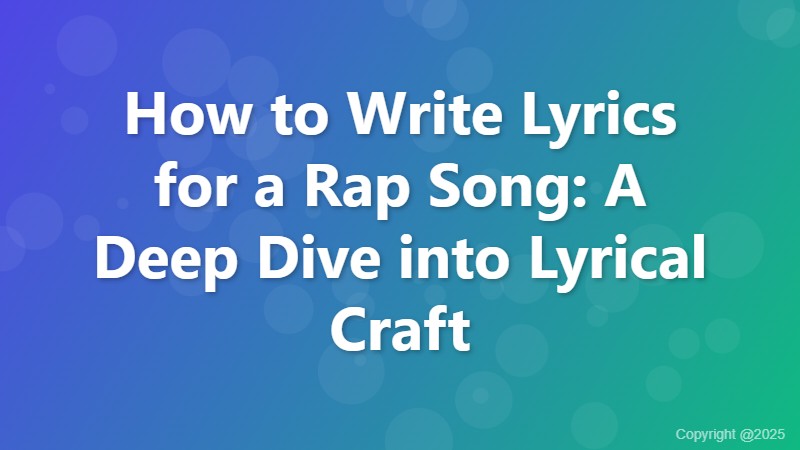 How to Write Lyrics
for a Rap Song: A
Deep Dive into Lyrical
Craft
Copyright @2025